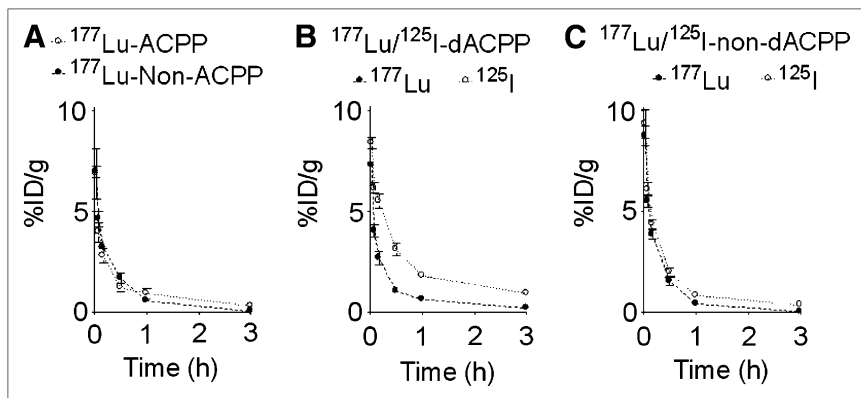 A
○ ¹⁷⁷Lu-ACPP
● ¹⁷⁷Lu-Non-ACPP
%ID/g
10
5
0
0 1 2 3
Time (h)
B
¹⁷⁷Lu/¹²⁵I-dACPP
● ¹⁷⁷Lu ○ ¹²⁵I
%ID/g
10
5
0
0 1 2 3
Time (h)
C
¹⁷⁷Lu/¹²⁵I-non-dACPP
● ¹⁷⁷Lu ○ ¹²⁵I
%ID/g
10
5
0
0 1 2 3
Time (h)